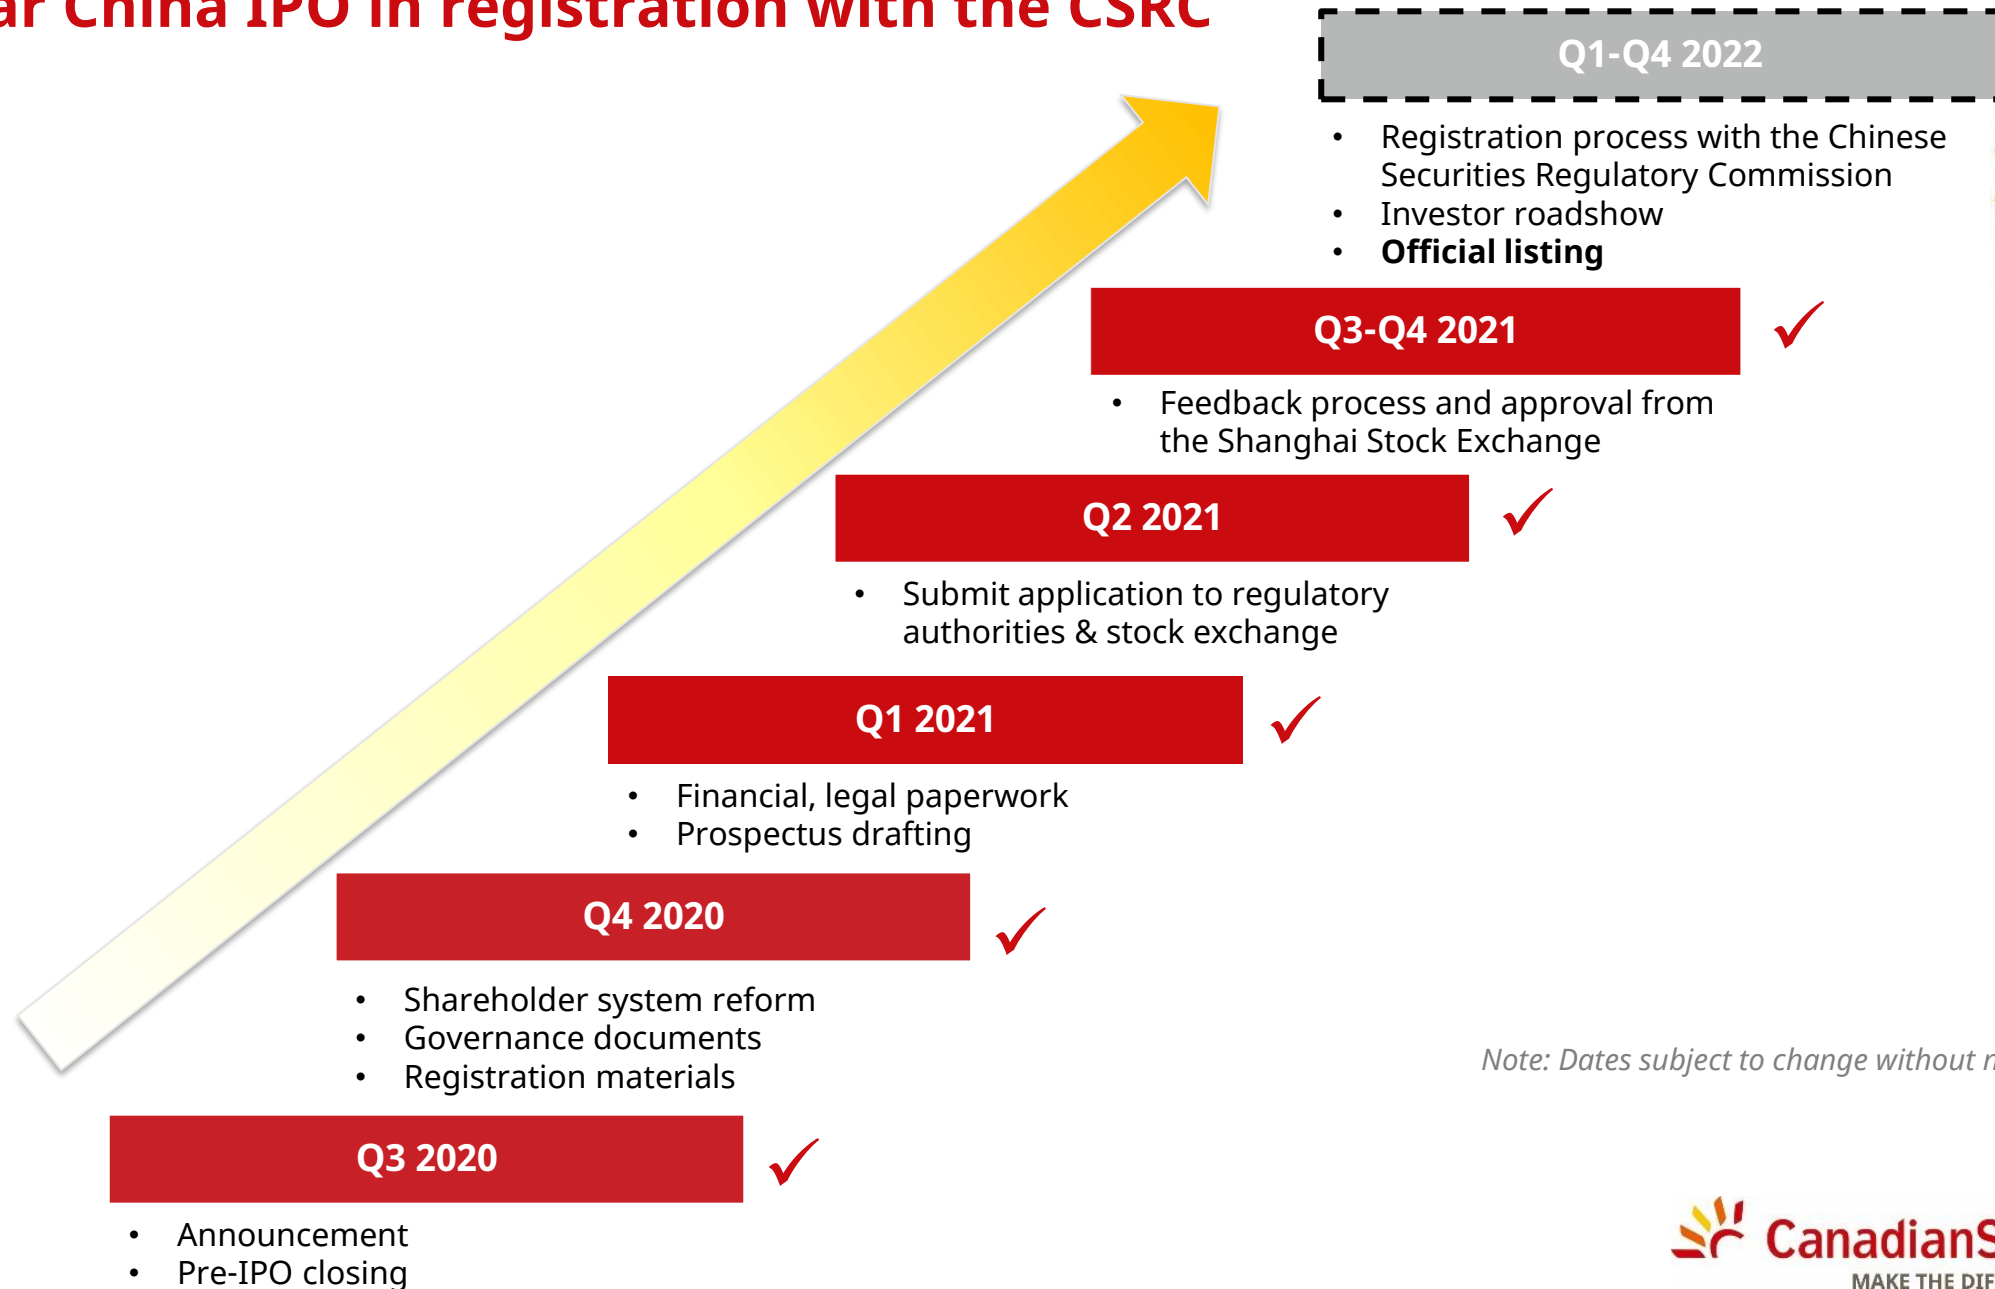 ar China IPO in registration with the CSRC
Q1-Q4 2022
• Registration process with the Chinese
Securities Regulatory Commission
• Investor roadshow
• Official listing
Q3-Q4 2021
• Feedback process and approval from
the Shanghai Stock Exchange
Q2 2021
• Submit application to regulatory
authorities & stock exchange
Q1 2021
• Financial, legal paperwork
• Prospectus drafting
Q4 2020
• Shareholder system reform
• Governance documents
• Registration materials
Note: Dates subject to change without n
Q3 2020
• Announcement
• Pre-IPO closing
CanadianS
MAKE THE DIF